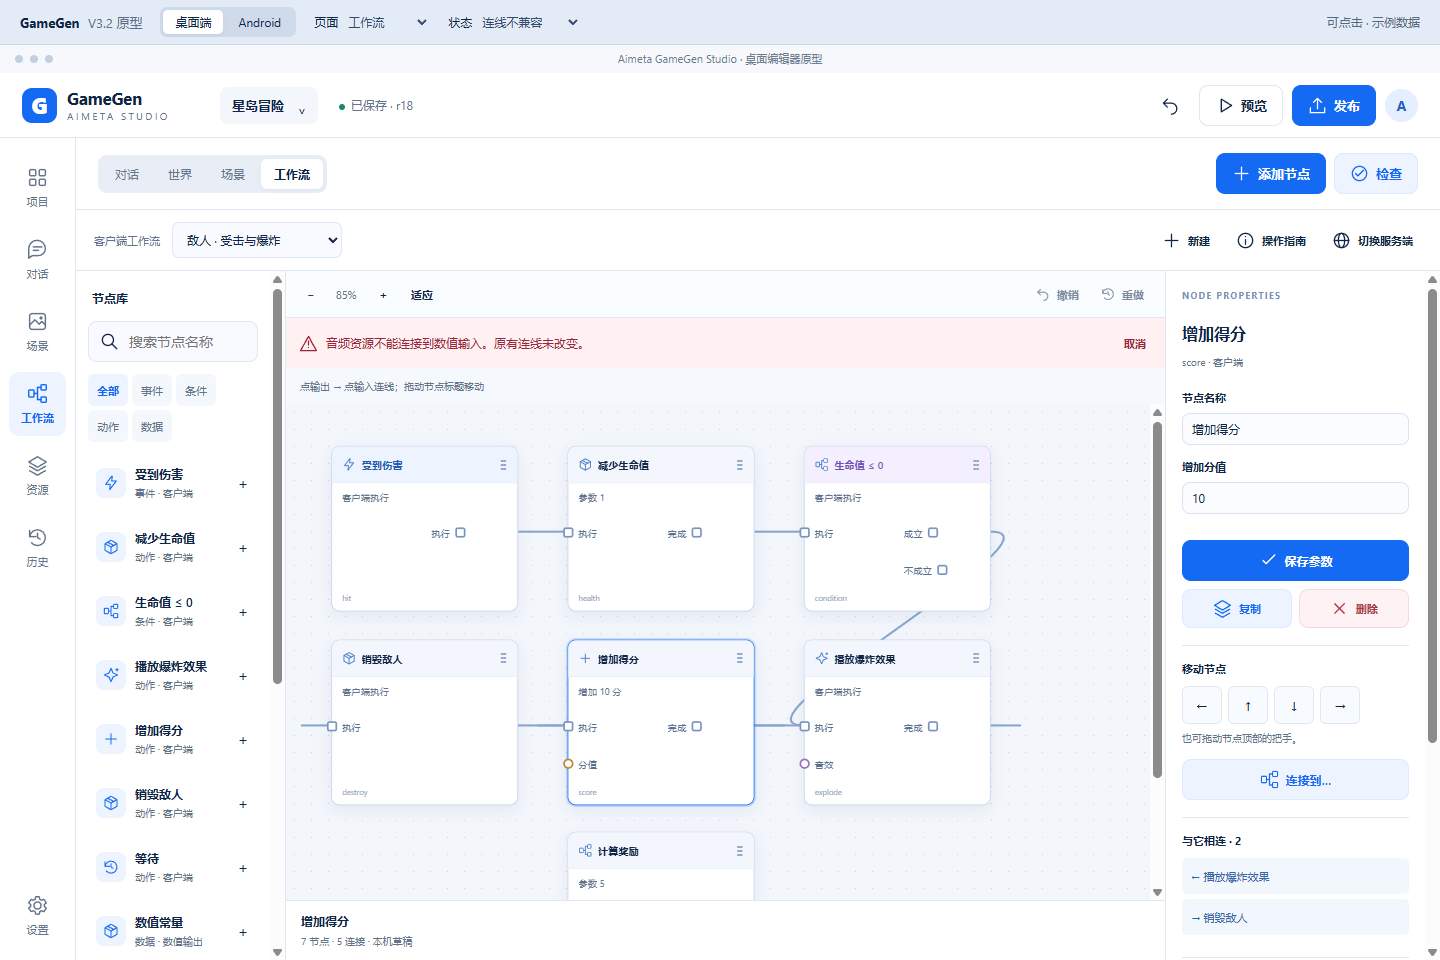 GameGen V3.2 原型 桌面端 Android 页面 工作流 状态 连线不兼容 可点击 · 示例数据
Aimeta GameGen Studio · 桌面编辑器原型
G GameGen
AIMETA STUDIO
星岛冒险 已保存 · r18 预览 发布 A
对话 世界 场景 工作流 添加节点 检查
客户端工作流 敌人 · 受击与爆炸 新建 操作指南 切换服务端
项目
对话
场景
工作流
资源
历史
设置
节点库
搜索节点名称
全部 事件 条件
动作 数据
受到伤害
事件 · 客户端
+
减少生命值
动作 · 客户端
+
生命值 ≤ 0
条件 · 客户端
+
播放爆炸效果
动作 · 客户端
+
增加得分
动作 · 客户端
+
销毁敌人
动作 · 客户端
+
等待
动作 · 客户端
+
数值常量
数据 · 数值输出
+
− 85% + 适应 撤销 重做
音频资源不能连接到数值输入。原有连线未改变。 取消
点输出 → 点输入连线；拖动节点标题移动
受到伤害
客户端执行
执行
hit
减少生命值
参数 1
执行 完成
health
生命值 ≤ 0
客户端执行
执行 成立
不成立
condition
销毁敌人
客户端执行
执行
destroy
增加得分
增加 10 分
执行 完成
分值
score
播放爆炸效果
客户端执行
执行 完成
音效
explode
计算奖励
参数 5
增加得分
7 节点 · 5 连接 · 本机草稿
NODE PROPERTIES
增加得分
score · 客户端
节点名称
增加得分
增加分值
10
保存参数
复制 删除
移动节点
← ↑ ↓ →
也可拖动节点顶部的把手。
连接到...
与它相连 · 2
← 播放爆炸效果
→ 销毁敌人